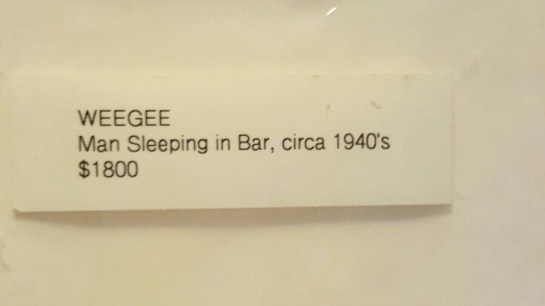 WEEGEE
Man Sleeping in Bar, circa 1940's
$1800